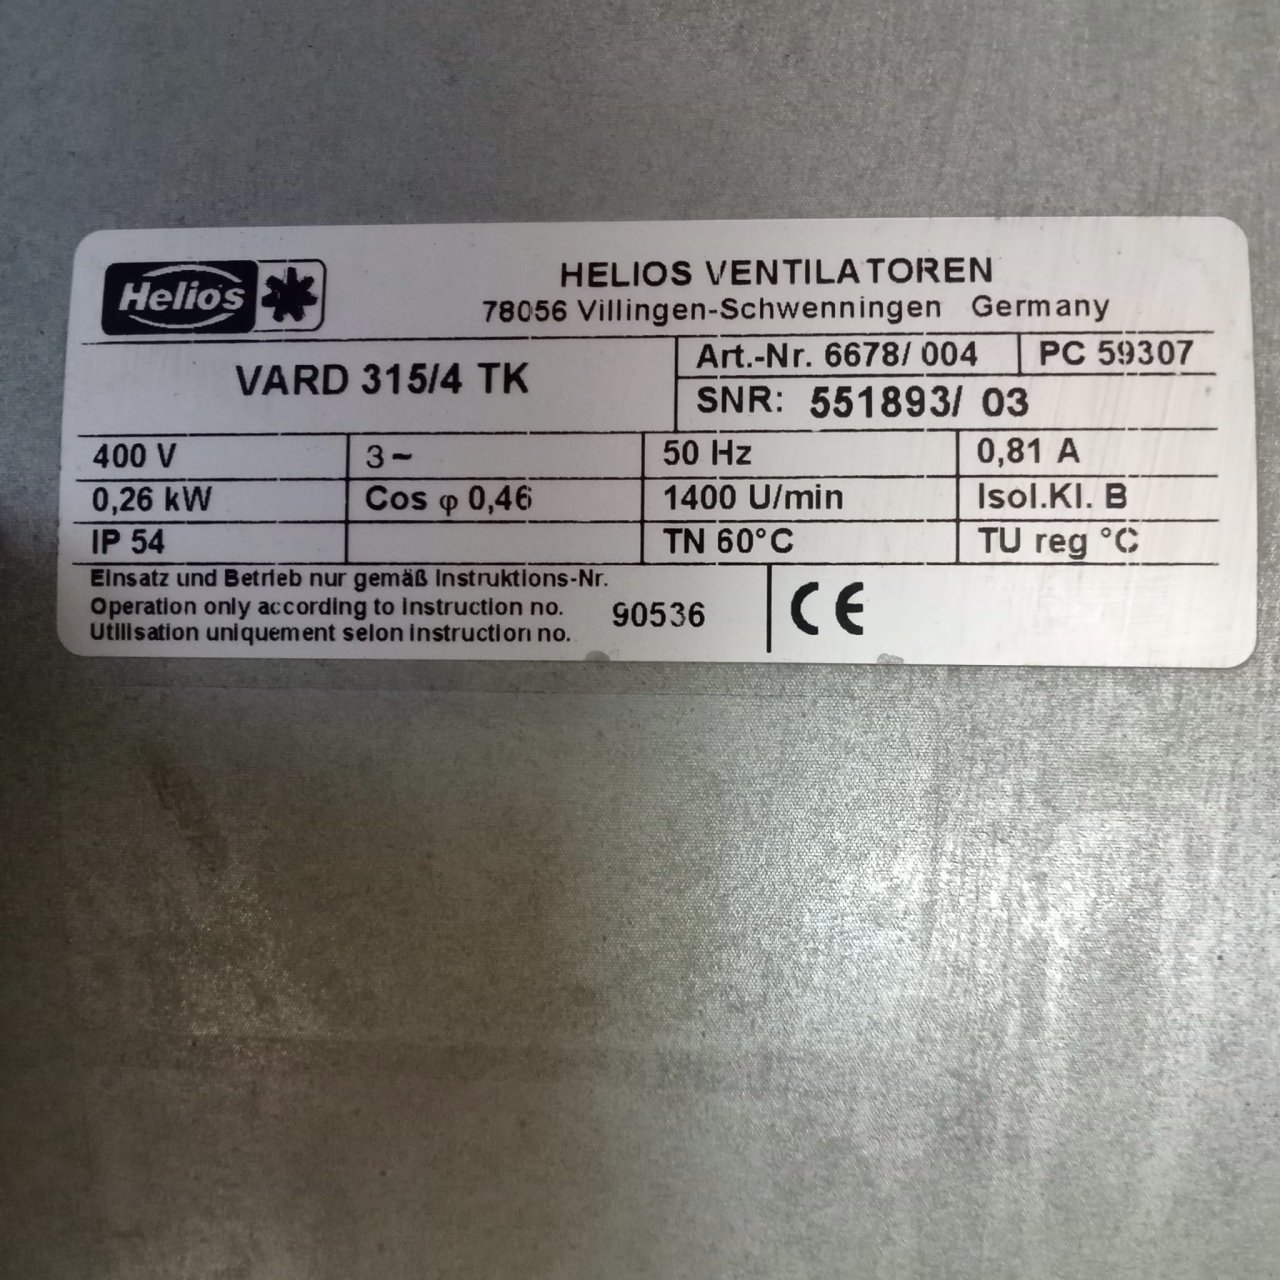 Helios
HELIOS VENTILATOREN
78056 Villingen-Schwenningen Germany
VARD 315/4 TK
Art.-Nr. 6678/ 004 PC 59307
SNR: 551893/ 03
400 V 3~ 50 Hz 0,81 A
0,26 kW Cos φ 0,46 1400 U/min Isol.Kl. B
IP 54 TN 60°C TU reg °C
Einsatz und Betrieb nur gemäß Instruktions-Nr.
Operation only according to instruction no. 90536
Utilisation uniquement selon instruction no.
CE